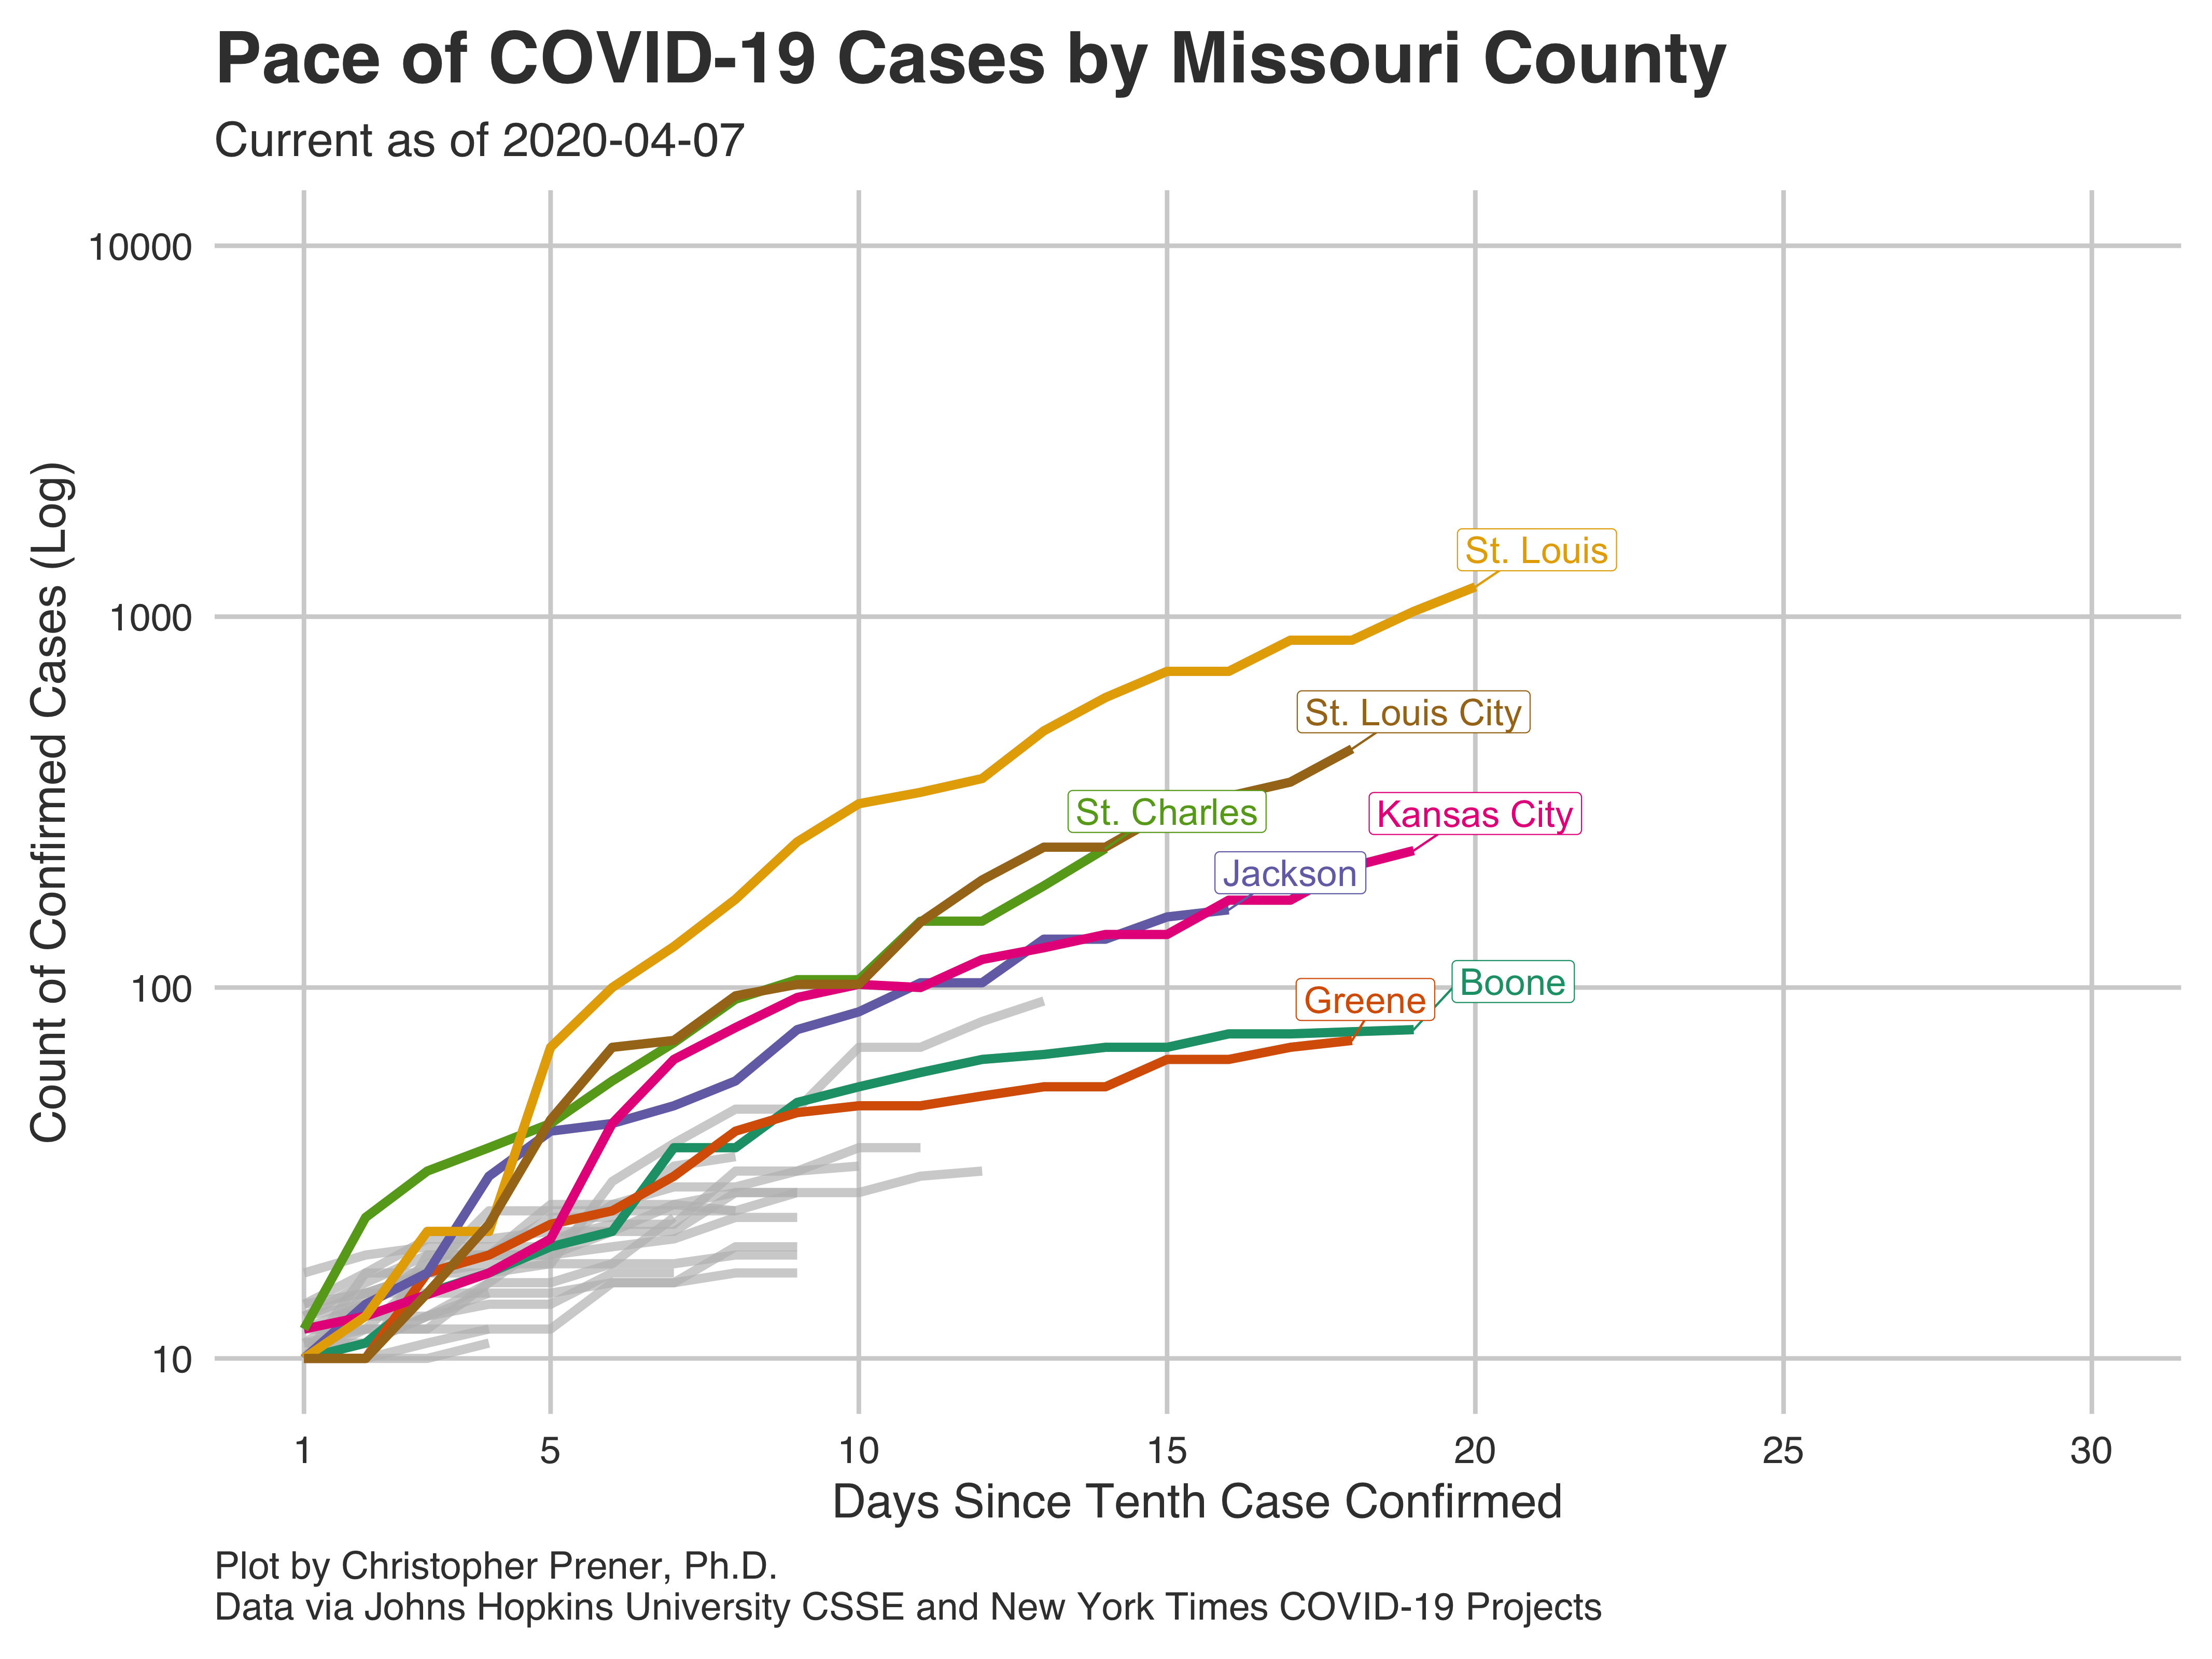 Pace of COVID-19 Cases by Missouri County
Current as of 2020-04-07
Count of Confirmed Cases (Log)
10000
1000
100
10
St. Louis
St. Louis City
St. Charles
Kansas City
Jackson
Boone
Greene
1 5 10 15 20 25 30
Days Since Tenth Case Confirmed
Plot by Christopher Prener, Ph.D.
Data via Johns Hopkins University CSSE and New York Times COVID-19 Projects